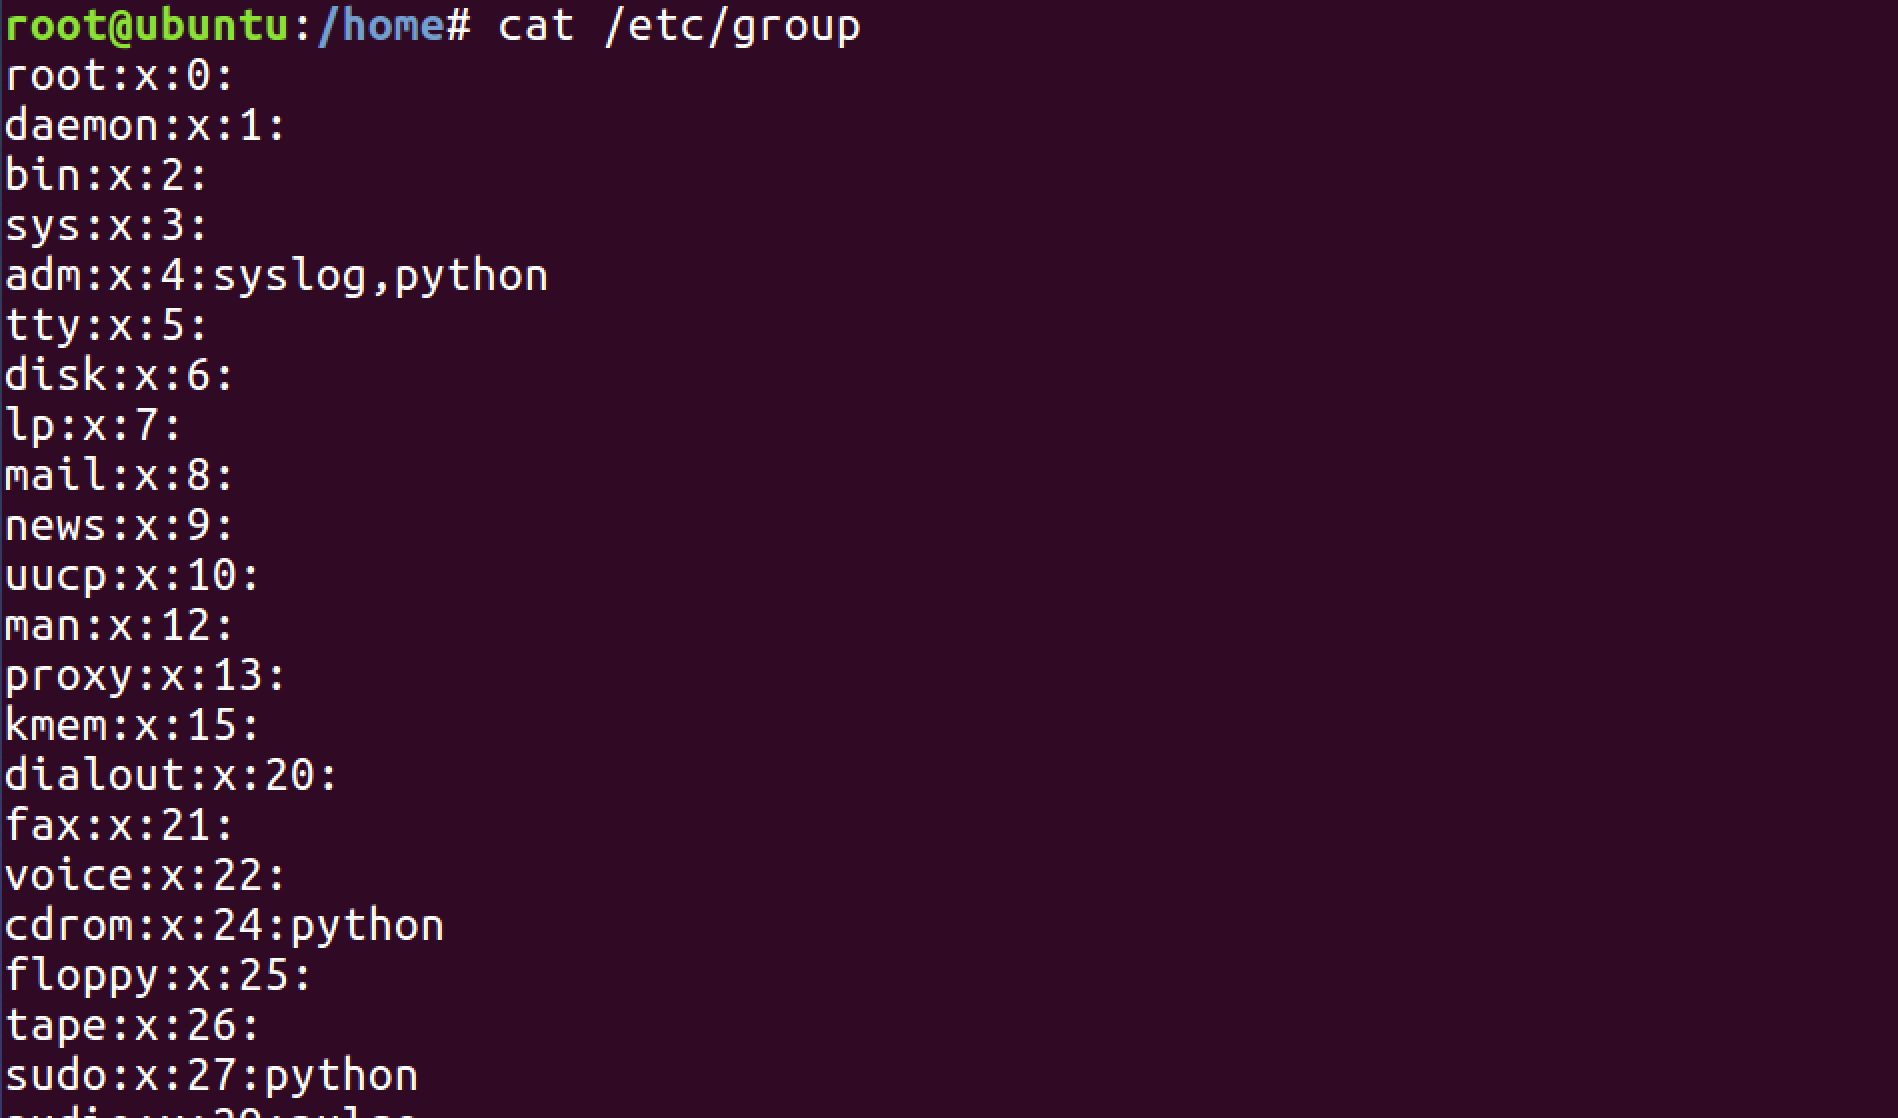 root@ubuntu:/home# cat /etc/group
root:x:0:
daemon:x:1:
bin:x:2:
sys:x:3:
adm:x:4:syslog,python
tty:x:5:
disk:x:6:
lp:x:7:
mail:x:8:
news:x:9:
uucp:x:10:
man:x:12:
proxy:x:13:
kmem:x:15:
dialout:x:20:
fax:x:21:
voice:x:22:
cdrom:x:24:python
floppy:x:25:
tape:x:26:
sudo:x:27:python